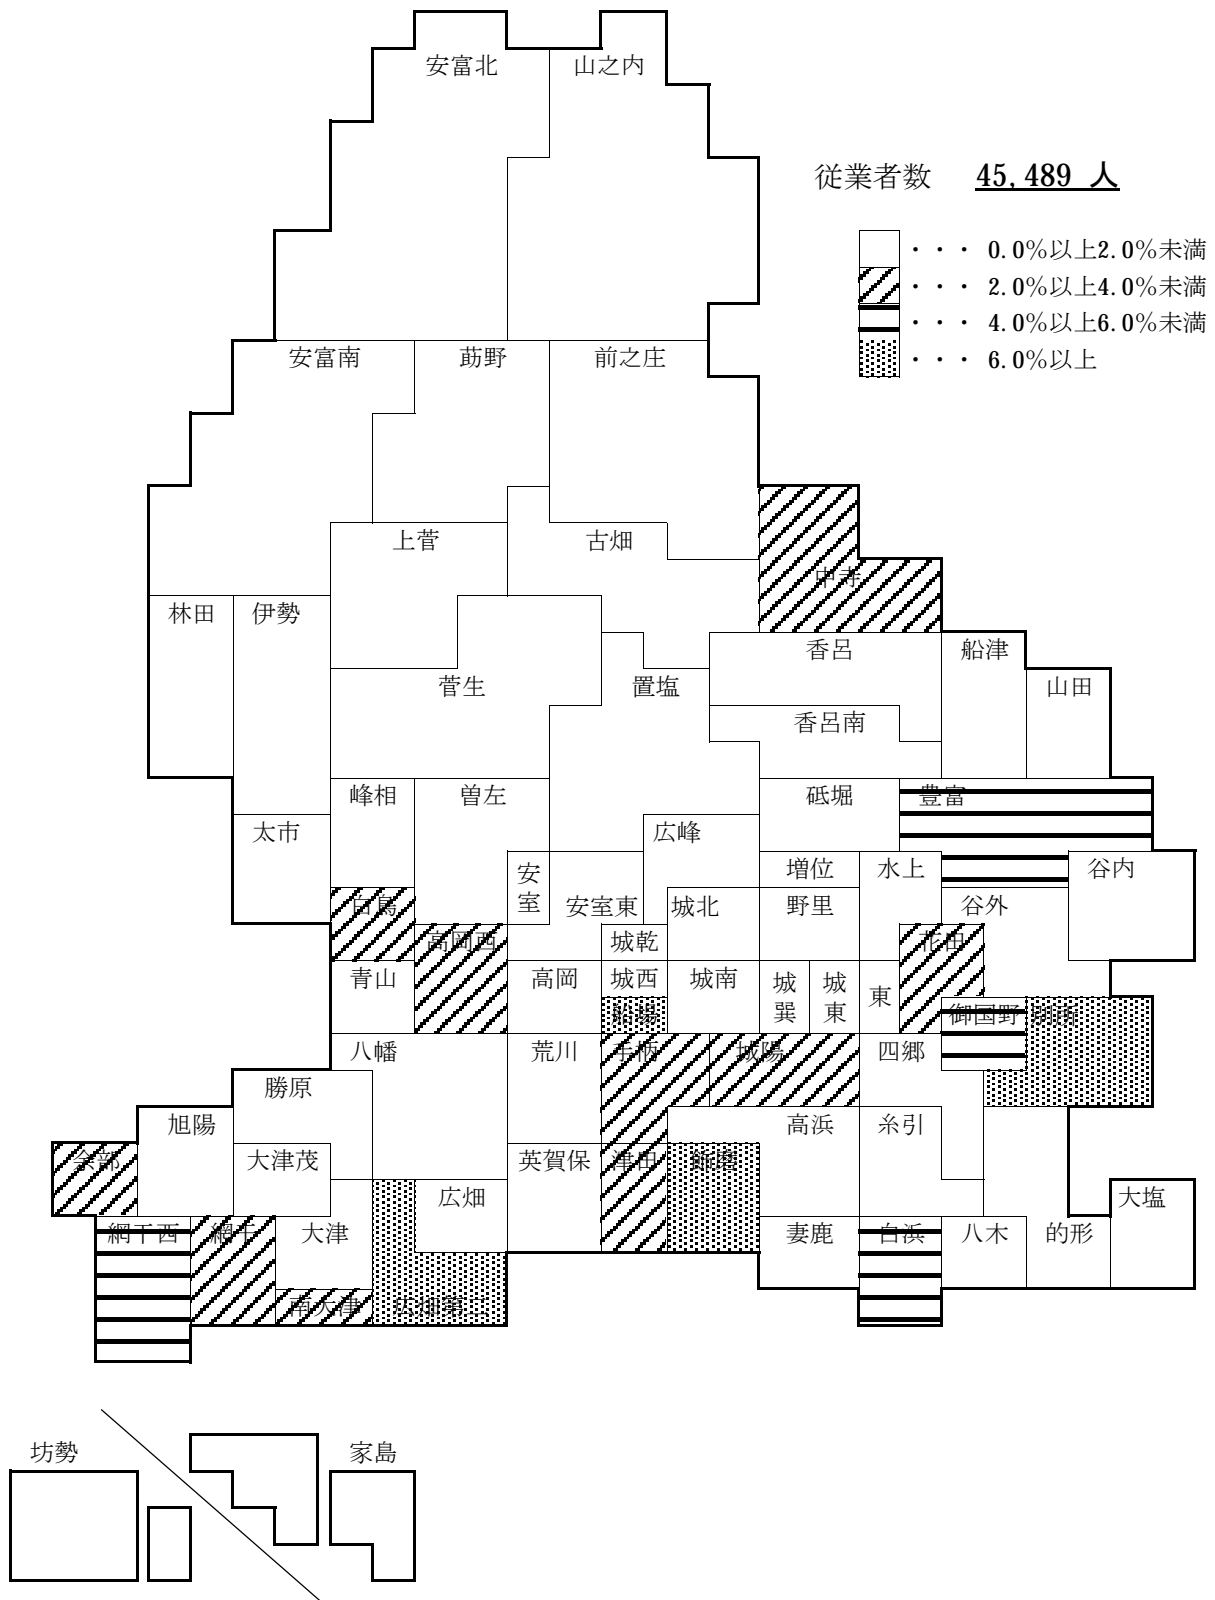 安富北
山之内
従業者数 45,489 人
・・・ 0.0%以上2.0%未満
・・・ 2.0%以上4.0%未満
・・・ 4.0%以上6.0%未満
・・・ 6.0%以上
安富南
莇野
前之庄
上菅
古畑
中寺
林田
伊勢
香呂
船津
菅生
置塩
山田
香呂南
峰相
曽左
砥堀
豊富
太市
広峰
安室
増位
水上
谷内
白鳥
安室東
城北
野里
谷外
高岡西
城乾
花田
青山
高岡
城西
城南
城巽
城東
東
船場
御国野
別所
八幡
荒川
手柄
城陽
四郷
勝原
旭陽
高浜
糸引
余部
大津茂
英賀保
津田
飾磨
広畑
大塩
網干西
網干
大津
妻鹿
白浜
八木
的形
南大津
広畑第二
坊勢
家島